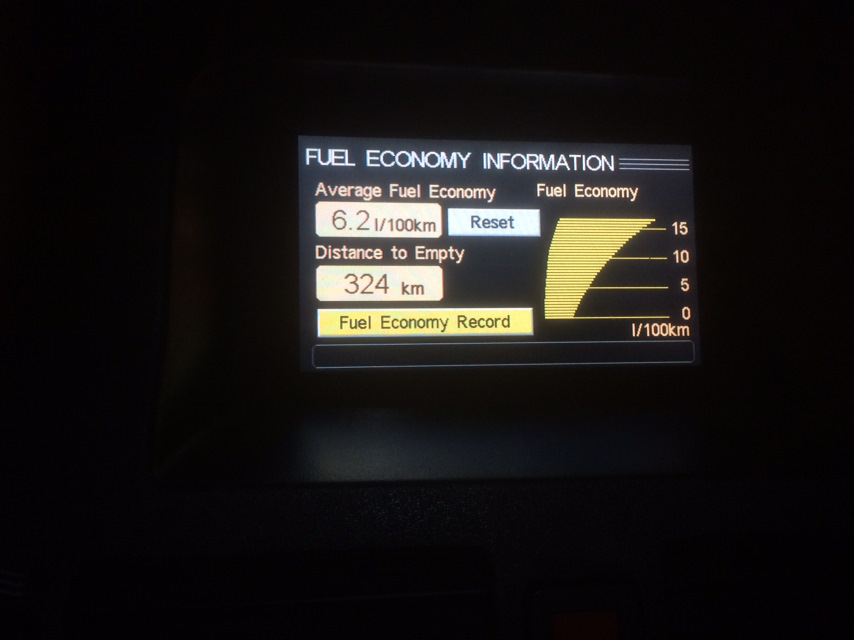 FUEL ECONOMY INFORMATION
Average Fuel Economy
6.2 l/100km
Reset
Distance to Empty
324 km
Fuel Economy Record
Fuel Economy
15
10
5
0
l/100km